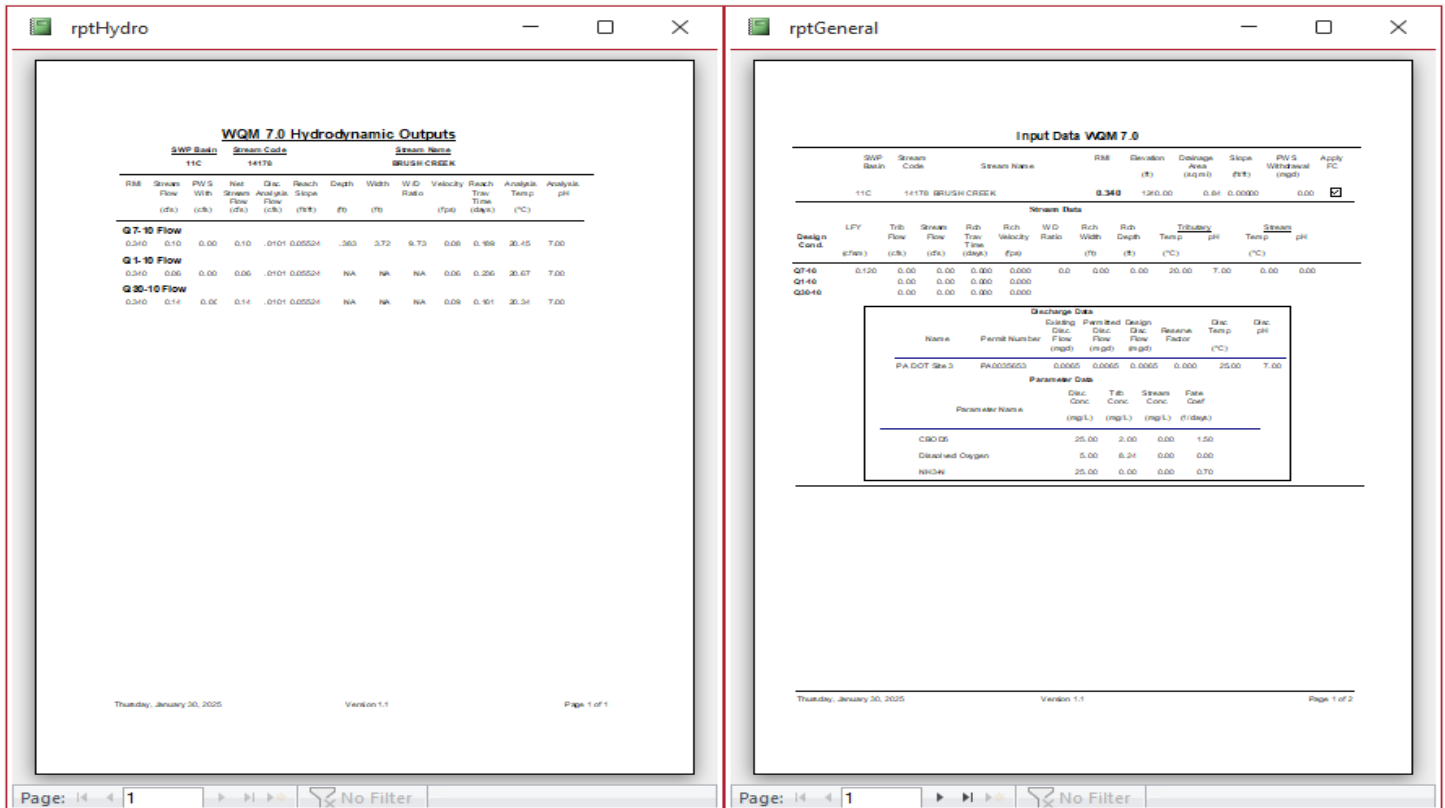 rptHydro
WQM 7.0 Hydrodynamic Outputs
SWP Basin Stream Code Stream Name
11C 14178 BRUSH CREEK
RMI Stream PWS Net Disc Reach Depth Width W/D Velocity Reach Analysis Analysis
Flow With Stream Analysis Slope Ratio Trav Temp pH
Flow Flow Time
(cfs) (cfs) (cfs) (cfs) (ft/ft) (ft) (ft) (fps) (days) (°C)
Q7-10 Flow
0.340 0.10 0.00 0.10 .0101 0.05524 .383 3.72 9.73 0.08 0.189 20.45 7.00
Q1-10 Flow
0.340 0.06 0.00 0.06 .0101 0.05524 NA NA NA 0.06 20.67 7.00
Q30-10 Flow
0.340 0.14 0.00 0.14 .0101 0.05524 NA NA NA 0.09 0.161 20.34 7.00
Thursday, January 30, 2025 Version 1.1 Page 1 of 1
Page: 1 No Filter
rptGeneral
Input Data WQM 7.0
SWP Stream RMI Elevation Drainage Slope PWS Apply
Basin Code Stream Name Area Withdrawal FC
(ft) (sq mi) (ft/ft) (mgd)
11C 14178 BRUSH CREEK 0.340 1240.00 0.84 0.00000 0.00
Stream Data
LFY Trib Stream Rch Rch WD Rch Rch Tributary Stream
Design Flow Flow Trav Velocity Ratio Width Depth Temp pH Temp pH
Cond. Time
(cfsm) (cfs) (cfs) (days) (fps) (ft) (ft) (°C) (°C)
Q7-10 0.120 0.00 0.00 0.000 0.000 0.0 0.00 0.00 20.00 7.00 0.00 0.00
Q1-10 0.00 0.00 0.000 0.000
Q30-10 0.00 0.00 0.000 0.000
Discharge Data
Existing Permitted Design Disc Disc
Disc Disc Disc Reserve Temp pH
Name Permit Number Flow Flow Flow Factor
(mgd) (mgd) (mgd) (°C)
PADOT Site 3 PA0035653 0.0065 0.0065 0.0065 0.000 25.00 7.00
Parameter Data
Disc Trib Stream Fate
Conc Conc Conc Coef
Parameter Name
(mg/L) (mg/L) (mg/L) (1/days)
CBOD5 25.00 2.00 0.00 1.50
Dissolved Oxygen 5.00 8.24 0.00 0.00
NH3-N 25.00 0.00 0.00 0.70
Thursday, January 30, 2025 Version 1.1 Page 1 of 2
Page: 1 No Filter